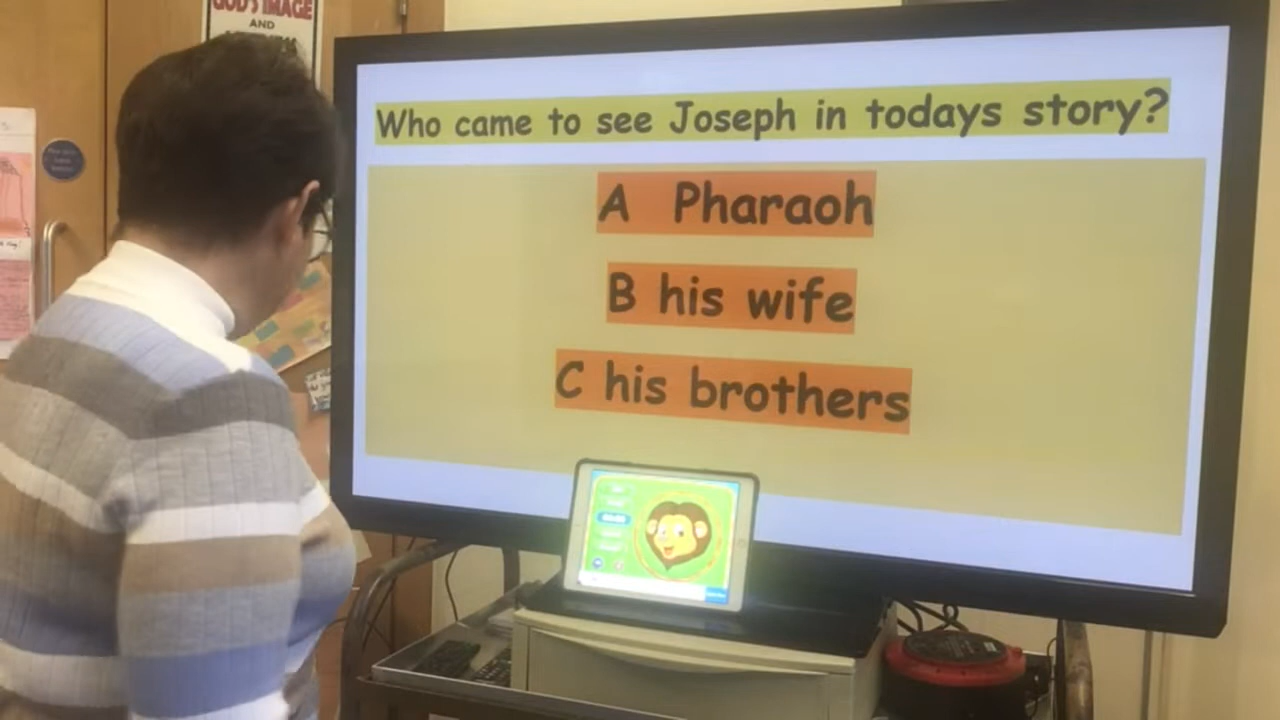 GOD'S IMAGE
AND
Who came to see Joseph in todays story?
A Pharaoh
B his wife
C his brothers